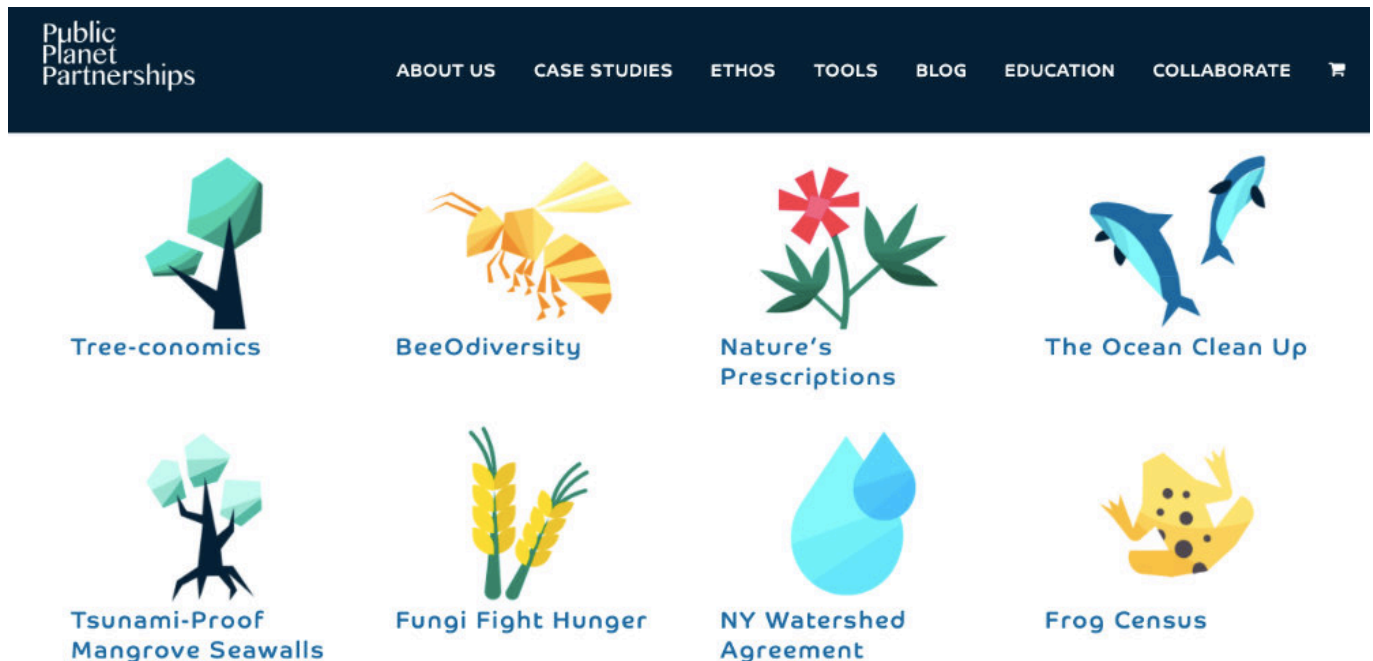 Public
Planet
Partnerships
ABOUT US CASE STUDIES ETHOS TOOLS BLOG EDUCATION COLLABORATE
Tree-conomics
BeeOdiversity
Nature's
Prescriptions
The Ocean Clean Up
Tsunami-Proof
Mangrove Seawalls
Fungi Fight Hunger
NY Watershed
Agreement
Frog Census